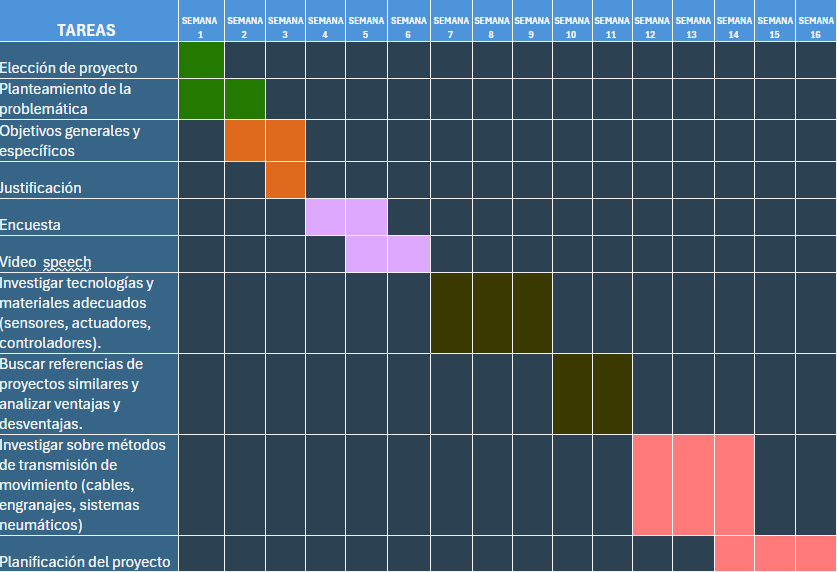 TAREAS
SEMANA 1
SEMANA 2
SEMANA 3
SEMANA 4
SEMANA 5
SEMANA 6
SEMANA 7
SEMANA 8
SEMANA 9
SEMANA 10
SEMANA 11
SEMANA 12
SEMANA 13
SEMANA 14
SEMANA 15
SEMANA 16
Elección de proyecto
Planteamiento de la
problemática
Objetivos generales y
específicos
Justificación
Encuesta
Video speech
Investigar tecnologías y
materiales adecuados
(sensores, actuadores,
controladores).
Buscar referencias de
proyectos similares y
analizar ventajas y
desventajas.
Investigar sobre métodos
de transmisión de
movimiento (cables,
engranajes, sistemas
neumáticos)
Planificación del proyecto